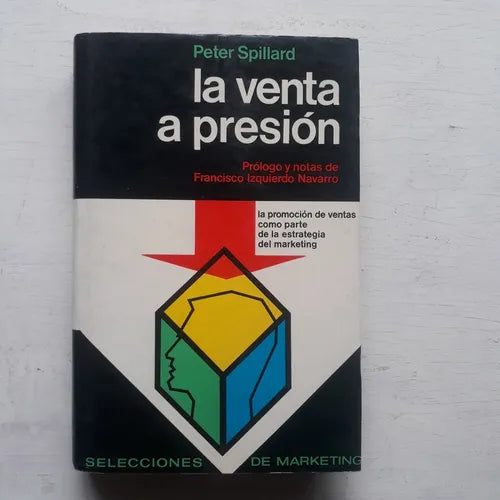 Peter Spillard
la venta
a presión
Prólogo y notas de
Francisco Izquierdo Navarro
la promoción de ventas
como parte
de la estrategia
del marketing
SELECCIONES DE MARKETING